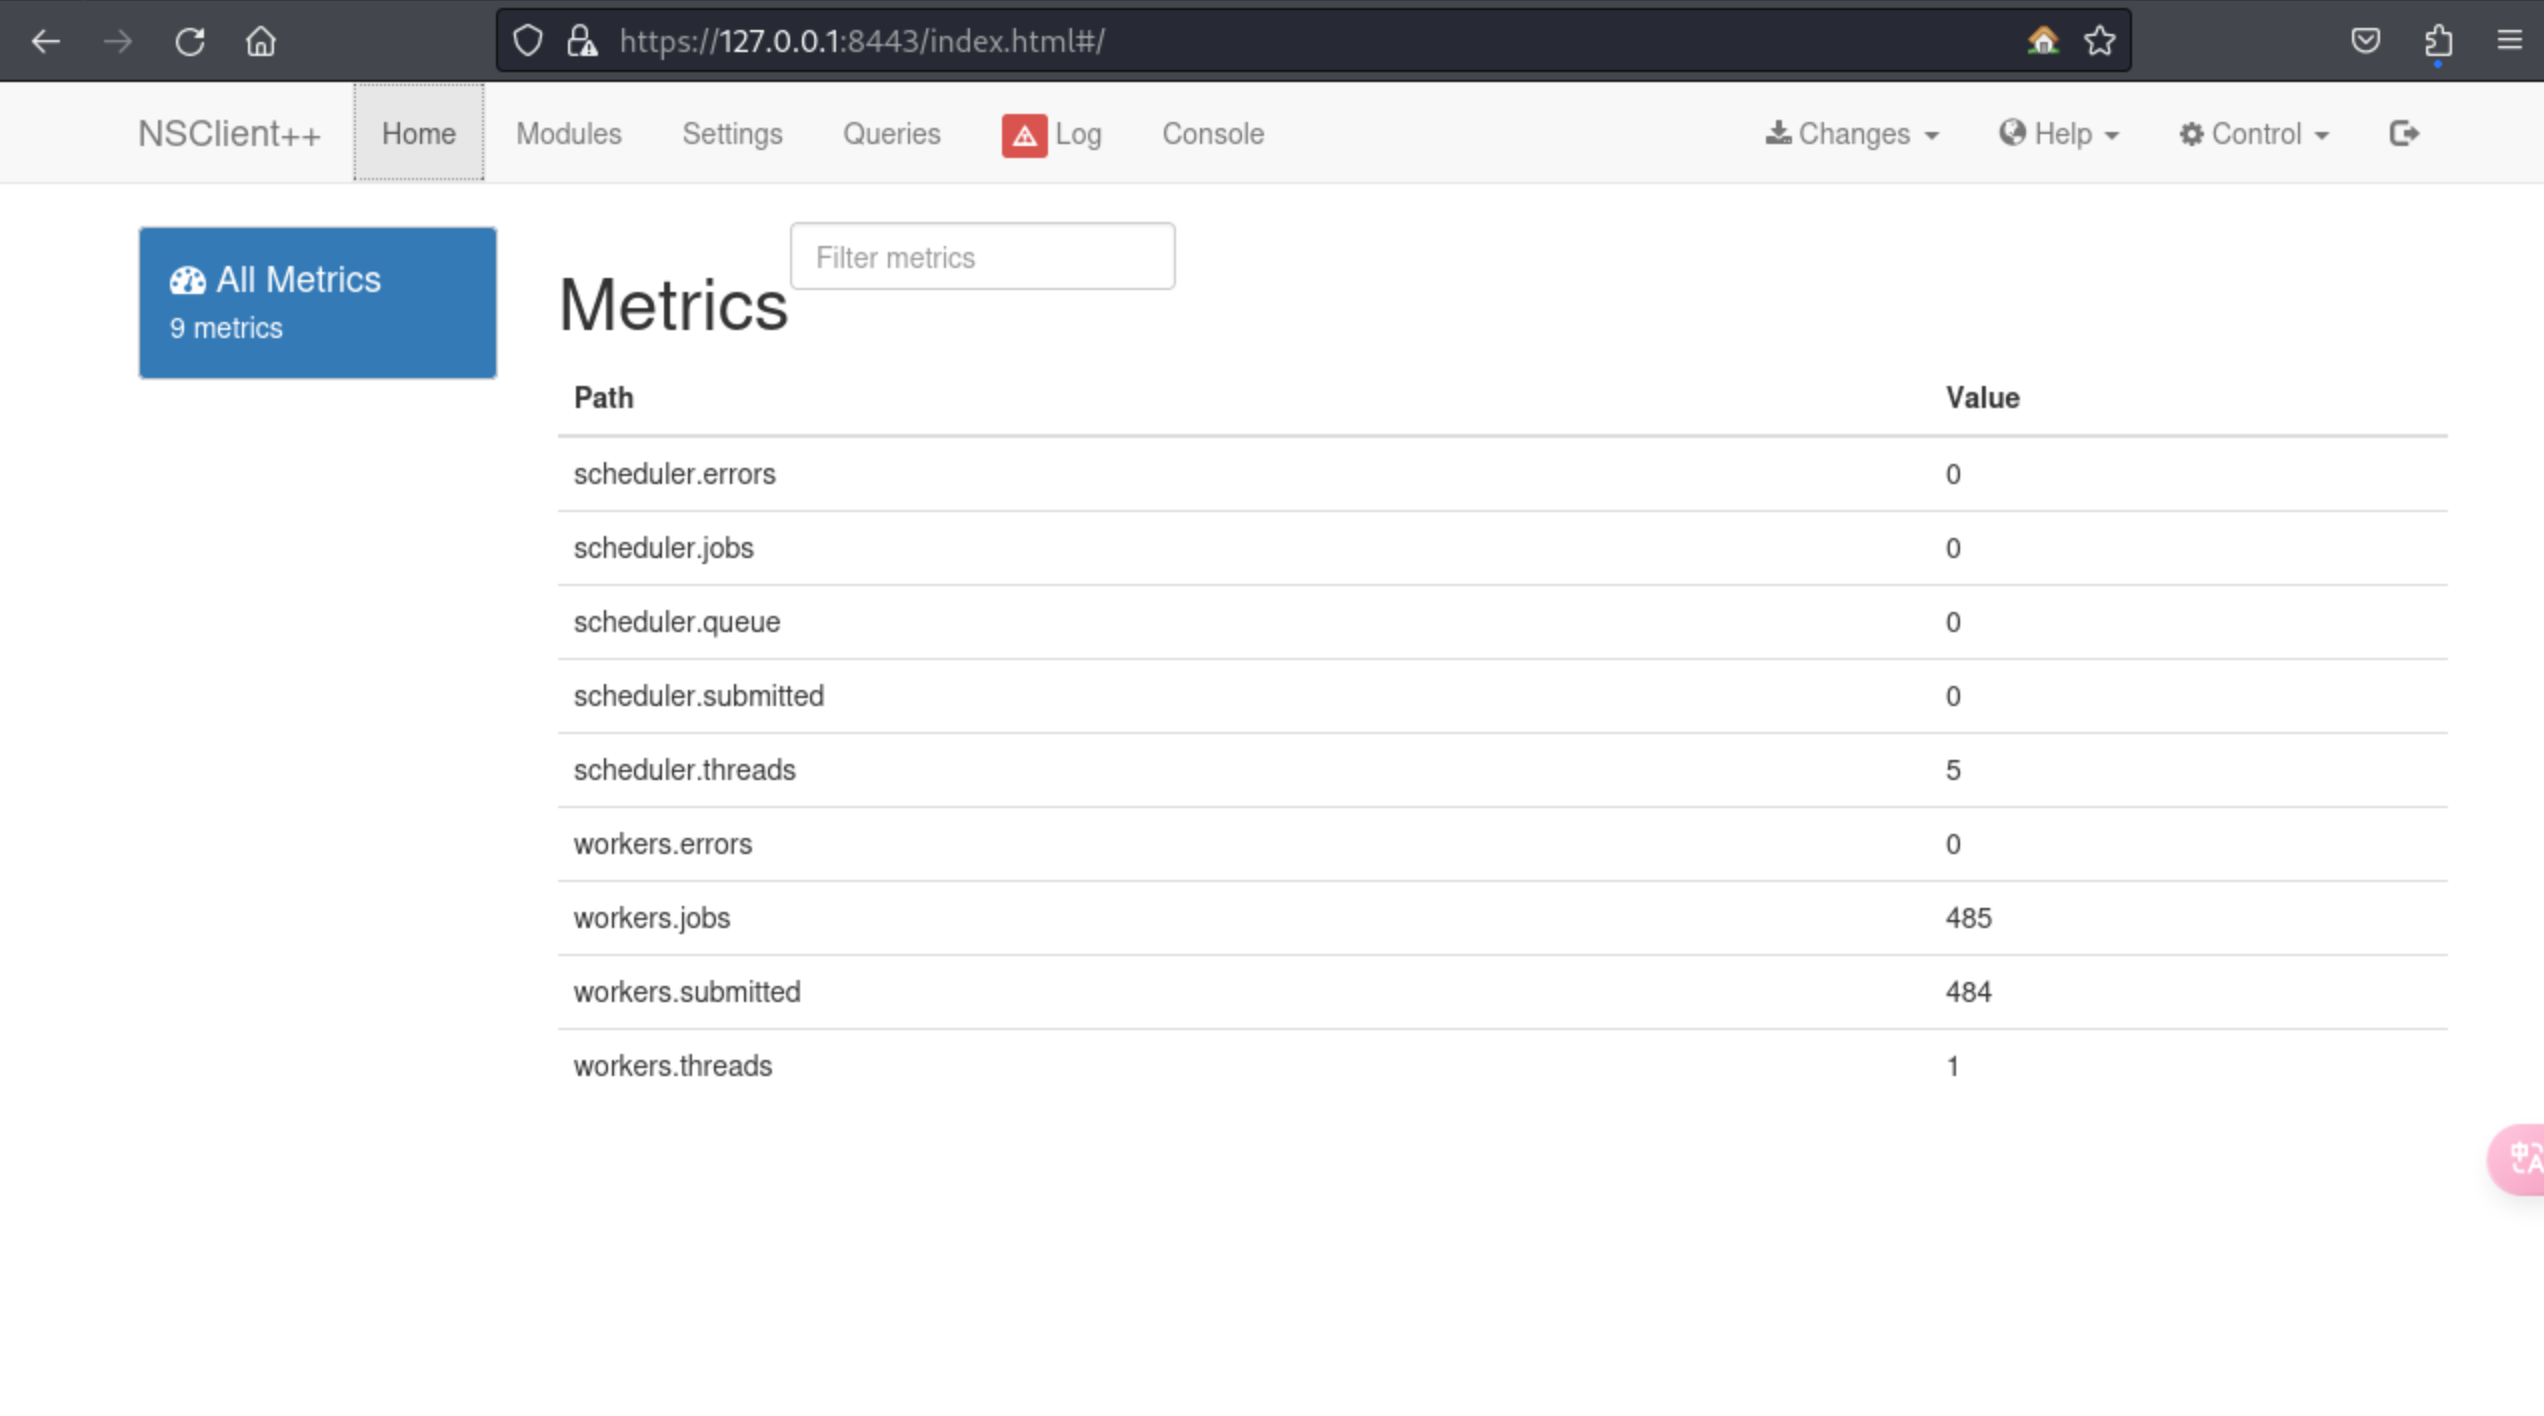 https://127.0.0.1:8443/index.html#/
NSClient++ Home Modules Settings Queries Log Console Changes Help Control
All Metrics
9 metrics
Filter metrics
Metrics
Path Value
scheduler.errors 0
scheduler.jobs 0
scheduler.queue 0
scheduler.submitted 0
scheduler.threads 5
workers.errors 0
workers.jobs 485
workers.submitted 484
workers.threads 1
中A